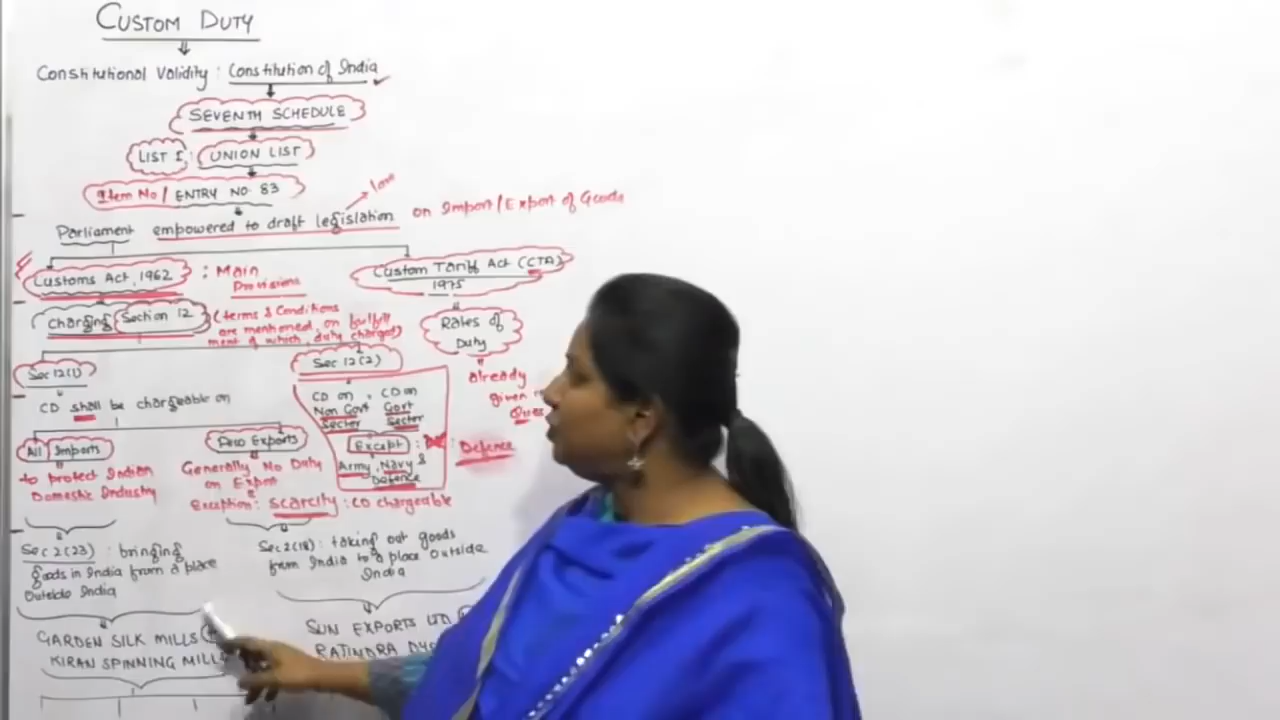 CUSTOM DUTY
Constitutional Validity : Constitution of India
SEVENTH SCHEDULE
LIST I : UNION LIST
Item No / ENTRY NO. 83
Parliament empowered to draft legislation on Import/Export of Goods
law
Customs Act, 1962 : Main
Provisions
Custom Tariff Act (CTA)
1975
Charging Section 12
(terms & Conditions
are mentioned, on fulfill
ment of which, duty charged)
Rates of
Duty
already
given in
Ques
Sec 12(1)
CD shall be chargeable on
Sec 12(2)
CD on = CD on
Non Govt Govt
Sector Sector
Except : : Defence
Army, Navy &
Defence
All Imports
to protect Indian
Domestic Industry
Few Exports
Generally No Duty
on Export
Exception: Scarcity : CD chargeable
Sec 2(23) : bringing
goods in India from a place
Outside India
Sec 2(18) : taking out goods
from India to a place outside
India
GARDEN SILK MILLS
KIRAN SPINNING MILLS
SUN EXPORTS LTD
RAJINDRA